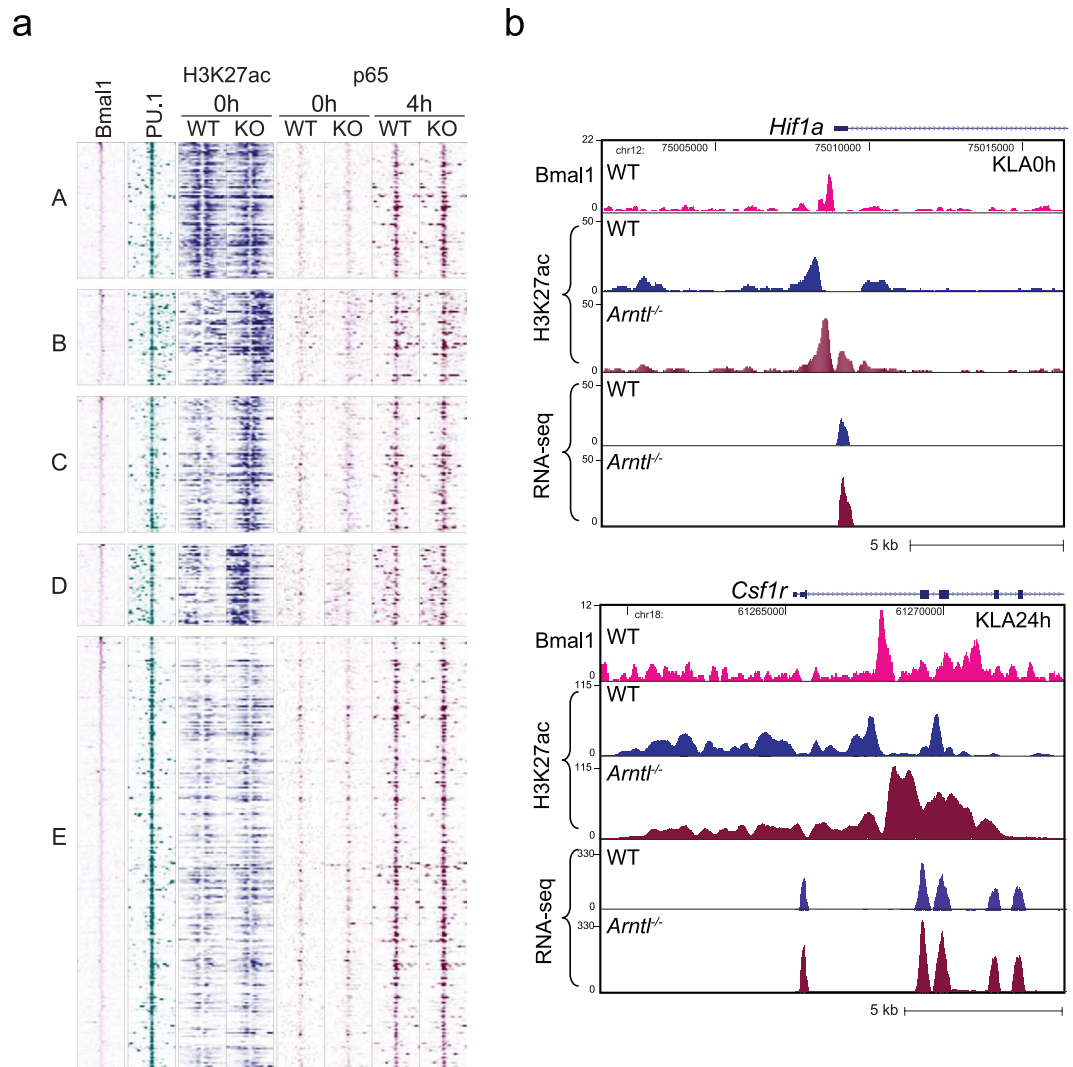 a
Bmal1
PU.1
H3K27ac
p65
0h
0h
4h
WT KO WT KO WT KO
A
B
C
D
E
b
Hif1a
22
chr12:
75005000
75010000
75015000
KLA0h
Bmal1
WT
0
H3K27ac
50
WT
0
50
Arntl-/-
0
RNA-seq
50
WT
0
50
Arntl-/-
0
5 kb
Csf1r
12
chr18:
61265000
61270000
KLA24h
Bmal1
WT
0
H3K27ac
115
WT
0
115
Arntl-/-
0
RNA-seq
330
WT
0
330
Arntl-/-
0
5 kb